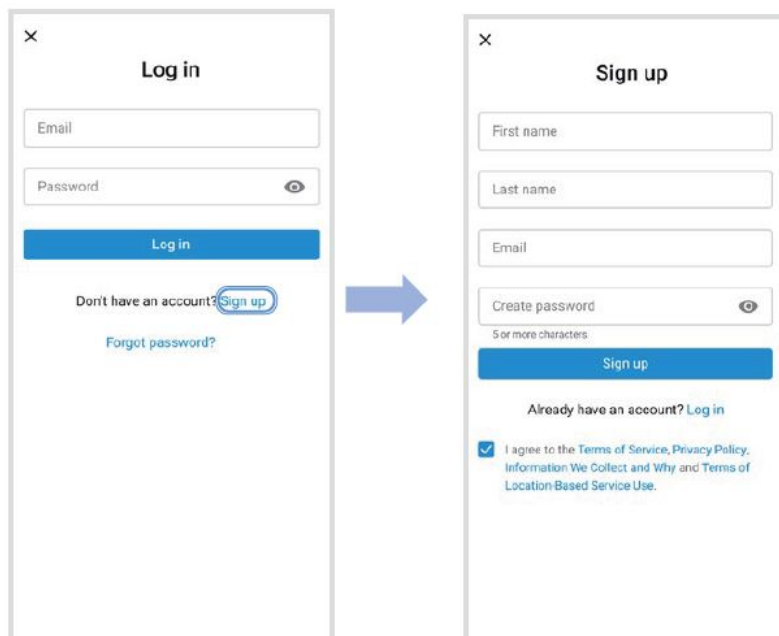 Log in
Email
Password
Log in
Don't have an account? Sign up
Forgot password?
Sign up
First name
Last name
Email
Create password
5 or more characters
Sign up
Already have an account? Log in
I agree to the Terms of Service, Privacy Policy,
Information We Collect and Why and Terms of
Location-Based Service Use.